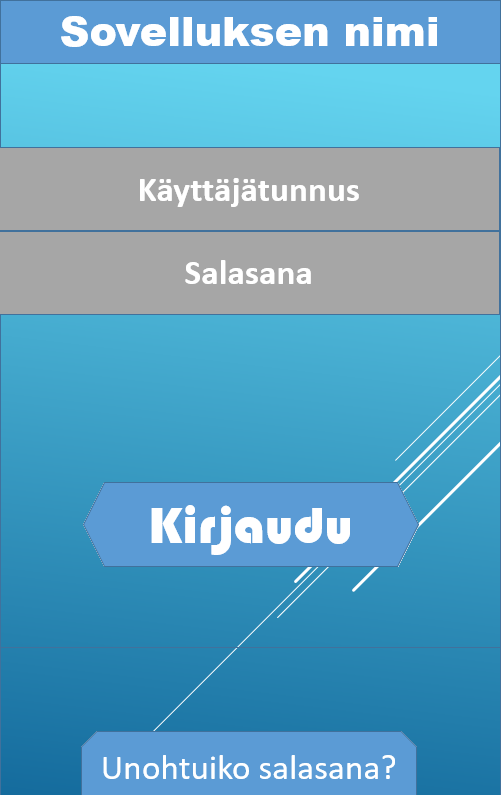 Sovelluksen nimi
Käyttäjätunnus
Salasana
Kirjaudu
Unohtuiko salasana?